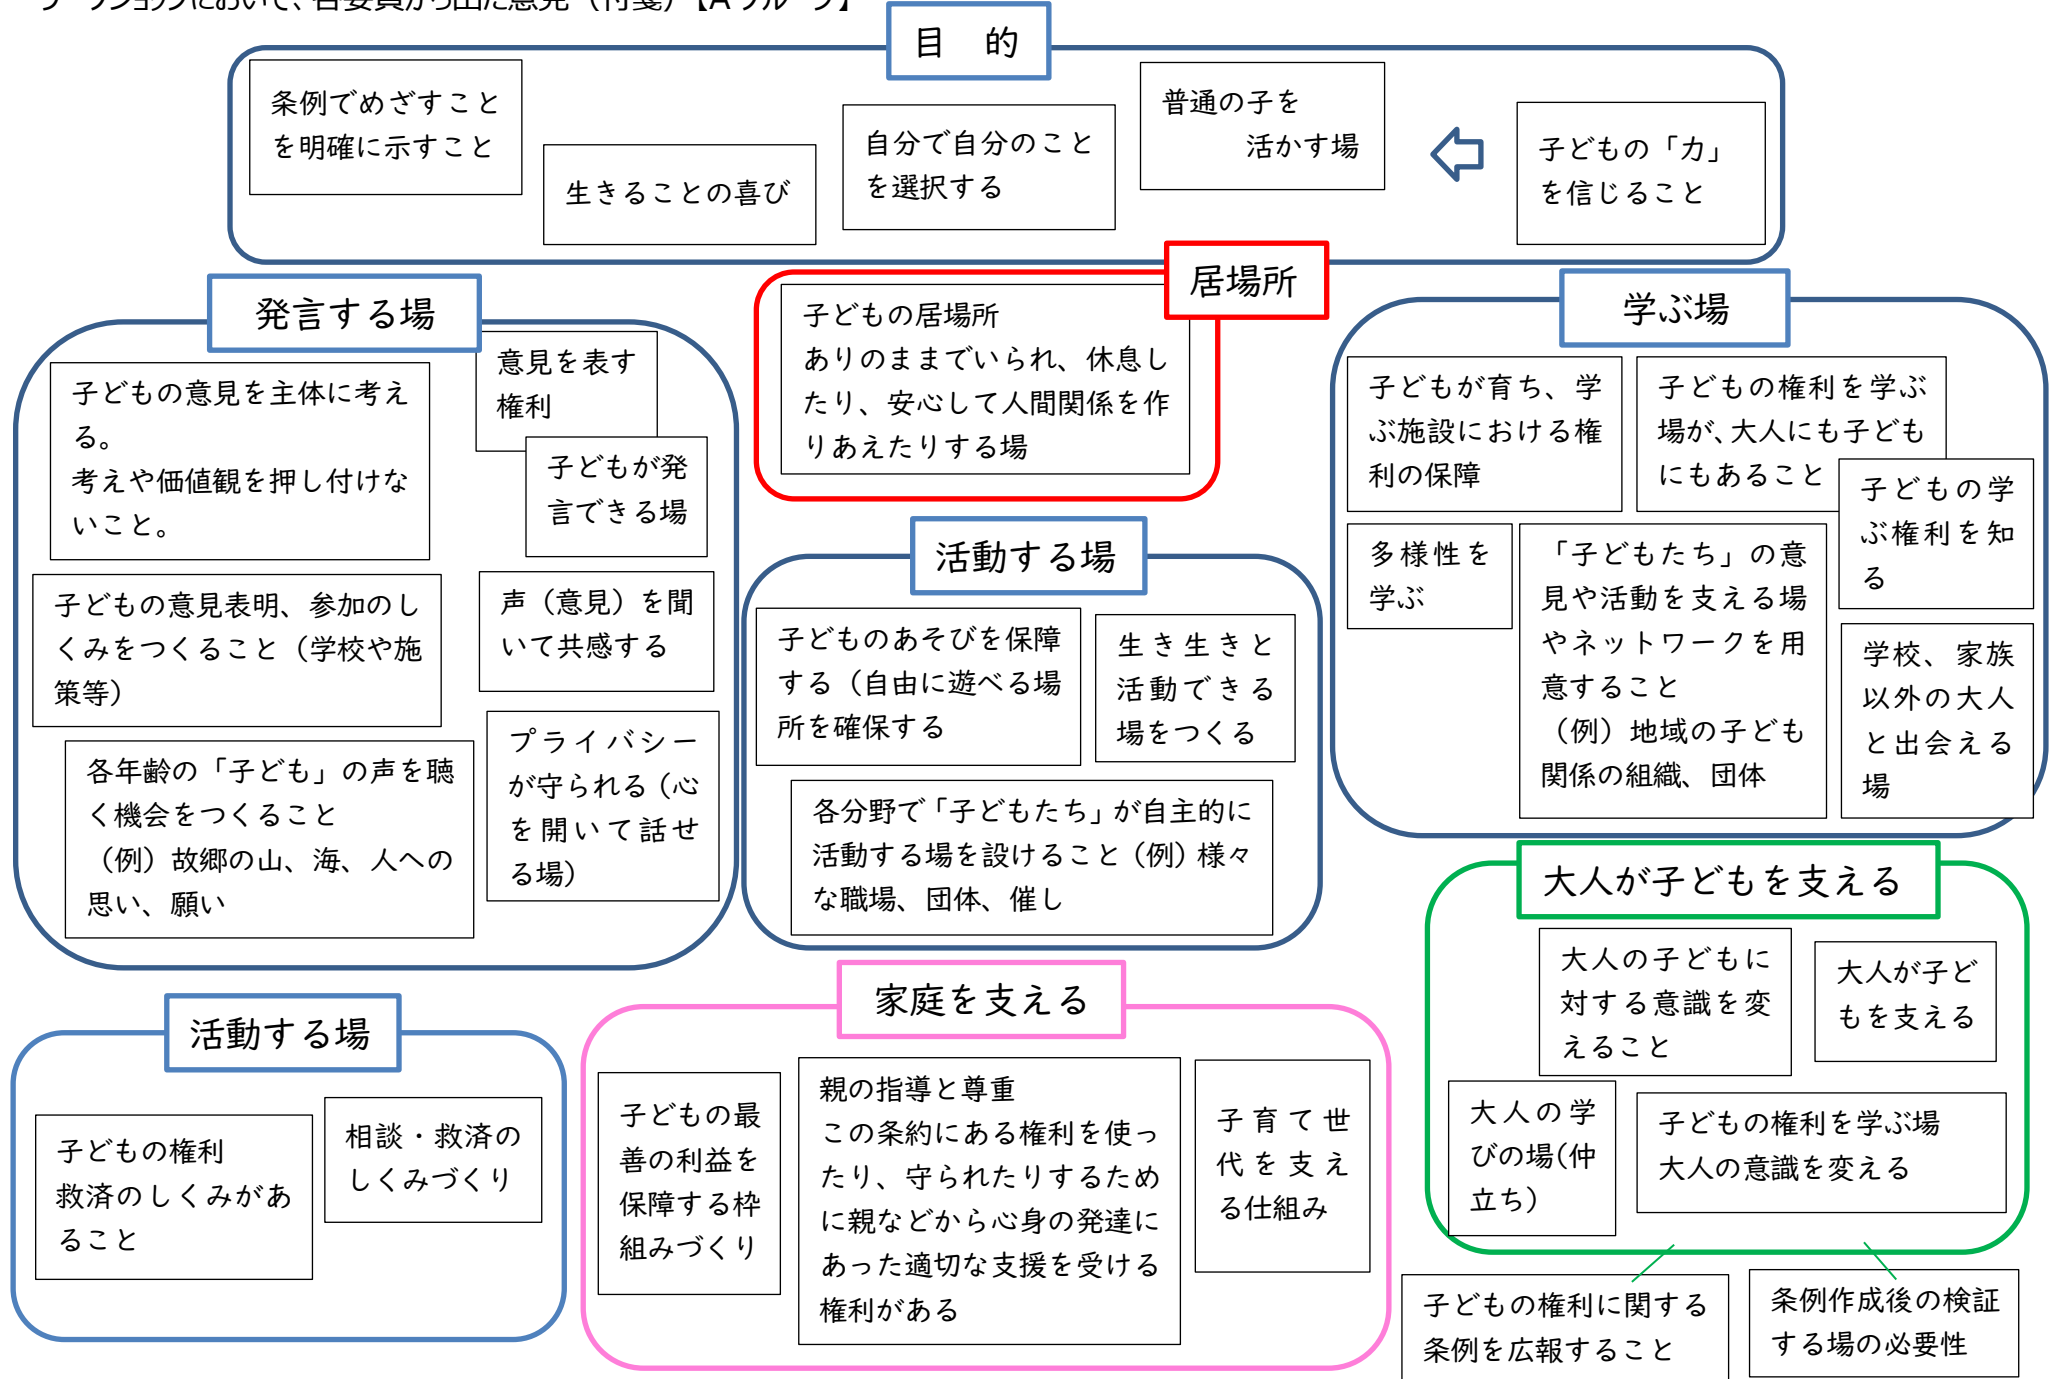 ワークショップにおいて、各委員から出た意見（付箋）【Aグループ】
目　的
条例でめざすこと
を明確に示すこと
生きることの喜び
自分で自分のこと
を選択する
普通の子を
活かす場
子どもの「力」
を信じること
発言する場
子どもの意見を主体に考え
る。
考えや価値観を押し付けな
いこと。
意見を表す
権利
子どもが発
言できる場
子どもの意見表明、参加のし
くみをつくること（学校や施
策等）
声（意見）を聞
いて共感する
各年齢の「子ども」の声を聴
く機会をつくること
（例）故郷の山、海、人への
思い、願い
プライバシー
が守られる（心
を開いて話せ
る場）
居場所
子どもの居場所
ありのままでいられ、休息し
たり、安心して人間関係を作
りあえたりする場
活動する場
子どものあそびを保障
する（自由に遊べる場
所を確保する
生き生きと
活動できる
場をつくる
各分野で「子どもたち」が自主的に
活動する場を設けること（例）様々
な職場、団体、催し
学ぶ場
子どもが育ち、学
ぶ施設における権
利の保障
子どもの権利を学ぶ
場が、大人にも子ども
にもあること
子どもの学
ぶ権利を知
る
多様性を
学ぶ
「子どもたち」の意
見や活動を支える場
やネットワークを用
意すること
（例）地域の子ども
関係の組織、団体
学校、家族
以外の大人
と出会える
場
活動する場
子どもの権利
救済のしくみがあ
ること
相談・救済の
しくみづくり
家庭を支える
子どもの最
善の利益を
保障する枠
組みづくり
親の指導と尊重
この条約にある権利を使っ
たり、守られたりするため
に親などから心身の発達に
あった適切な支援を受ける
権利がある
子育て世
代を支え
る仕組み
大人が子どもを支える
大人の子どもに
対する意識を変
えること
大人が子ど
もを支える
大人の学
びの場（仲
立ち）
子どもの権利を学ぶ場
大人の意識を変える
子どもの権利に関する
条例を広報すること
条例作成後の検証
する場の必要性